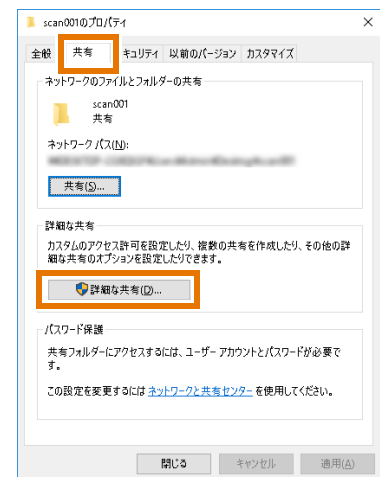 scan001のプロパティ
全般 共有 キュリティ 以前のバージョン カスタマイズ
ネットワークのファイルとフォルダーの共有
scan001
共有
ネットワーク パス(N):
共有(S)...
詳細な共有
カスタムのアクセス許可を設定したり、複数の共有を作成したり、その他の詳
細な共有のオプションを設定したりできます。
詳細な共有(D)...
パスワード保護
共有フォルダーにアクセスするには、ユーザー アカウントとパスワードが必要で
す。
この設定を変更するには ネットワークと共有センター を使用してください。
閉じる キャンセル 適用(A)